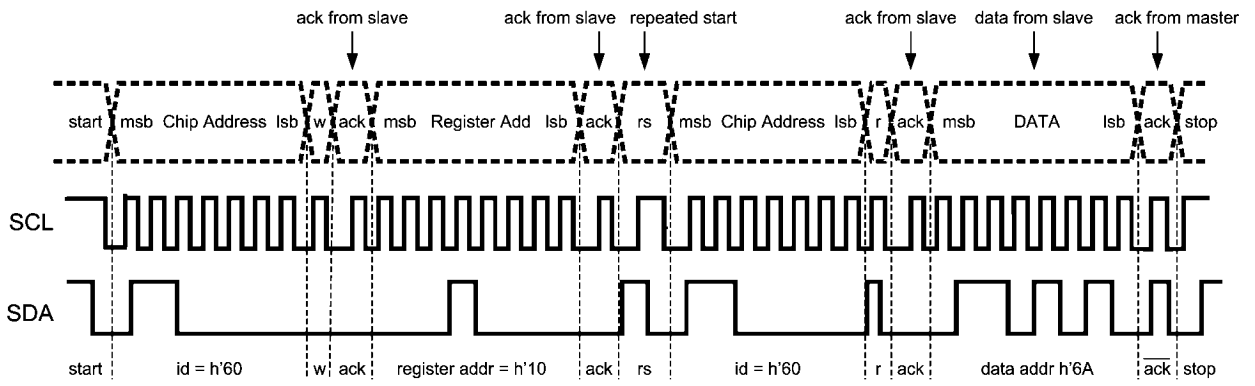 ack from slave ack from slave repeated start ack from slave data from slave ack from master
start msb Chip Address lsb w ack msb Register Add lsb ack rs msb Chip Address lsb r ack msb DATA lsb ack stop
SCL
SDA
start id = h'60 w ack register addr = h'10 ack rs id = h'60 r ack data addr h'6A ack stop